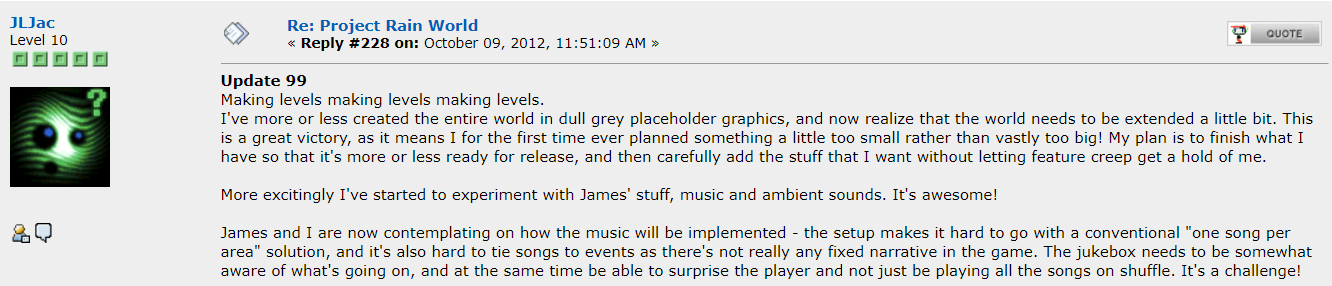 JLJac
Level 10
Re: Project Rain World
« Reply #228 on: October 09, 2012, 11:51:09 AM »
QUOTE
Update 99
Making levels making levels making levels.
I've more or less created the entire world in dull grey placeholder graphics, and now realize that the world needs to be extended a little bit. This
is a great victory, as it means I for the first time ever planned something a little too small rather than vastly too big! My plan is to finish what I
have so that it's more or less ready for release, and then carefully add the stuff that I want without letting feature creep get a hold of me.
More excitingly I've started to experiment with James' stuff, music and ambient sounds. It's awesome!
James and I are now contemplating on how the music will be implemented - the setup makes it hard to go with a conventional "one song per
area" solution, and it's also hard to tie songs to events as there's not really any fixed narrative in the game. The jukebox needs to be somewhat
aware of what's going on, and at the same time be able to surprise the player and not just be playing all the songs on shuffle. It's a challenge!